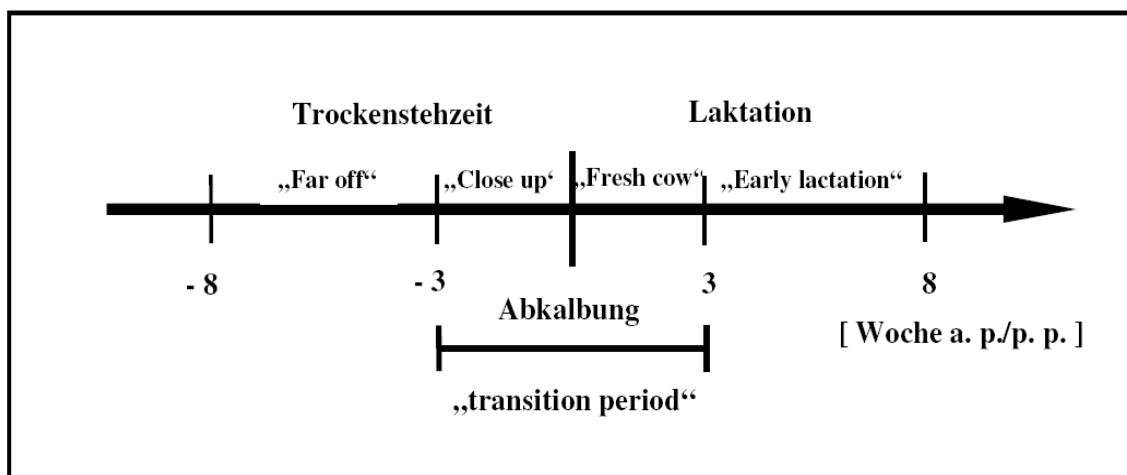 Trockenstehzeit Laktation
„Far off“ „Close up‘ „Fresh cow“ „Early lactation“
- 8 - 3 3 8
Abkalbung
[ Woche a. p./p. p. ]
„transition period“